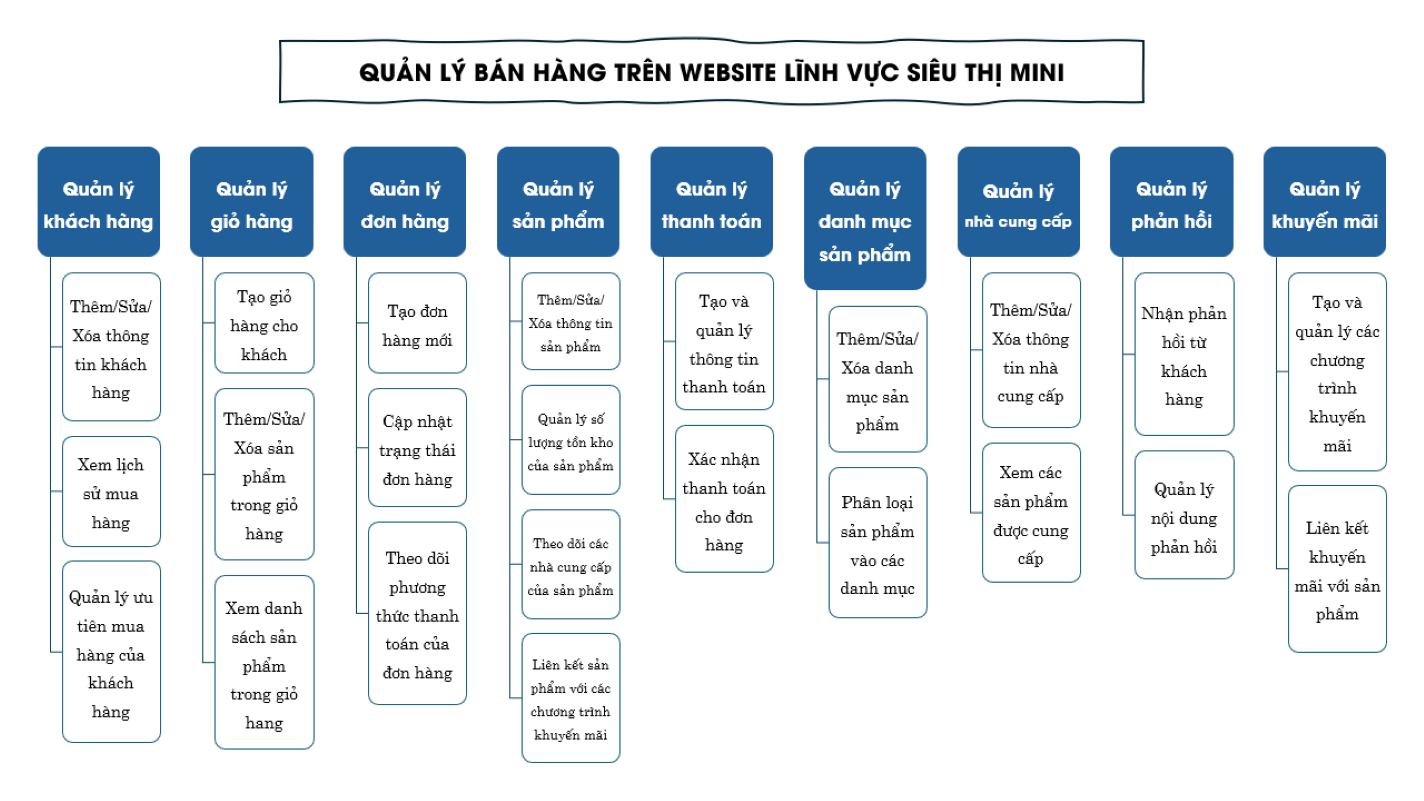 QUẢN LÝ BÁN HÀNG TRÊN WEBSITE LĨNH VỰC SIÊU THỊ MINI
Quản lý
khách hàng
Thêm/Sửa/
Xóa thông
tin khách
hàng
Xem lịch
sử mua
hàng
Quản lý ưu
tiên mua
hàng của
khách
hàng
Quản lý
giỏ hàng
Tạo giỏ
hàng cho
khách
Thêm/Sửa/
Xóa sản
phẩm
trong giỏ
hàng
Xem danh
sách sản
phẩm
trong giỏ
hang
Quản lý
đơn hàng
Tạo đơn
hàng mới
Cập nhật
trạng thái
đơn hàng
Theo dõi
phương
thức thanh
toán của
đơn hàng
Quản lý
sản phẩm
Thêm/Sửa/
Xóa thông tin
sản phẩm
Quản lý số
lượng tồn kho
của sản phẩm
Theo dõi các
nhà cung cấp
của sản phẩm
Liên kết sản
phẩm với các
chương trình
khuyến mãi
Quản lý
thanh toán
Tạo và
quản lý
thông tin
thanh toán
Xác nhận
thanh toán
cho đơn
hàng
Quản lý
danh mục
sản phẩm
Thêm/Sửa/
Xóa danh
mục sản
phẩm
Phân loại
sản phẩm
vào các
danh mục
Quản lý
nhà cung cấp
Thêm/Sửa/
Xóa thông
tin nhà
cung cấp
Xem các
sản phẩm
được cung
cấp
Quản lý
phản hồi
Nhận phản
hồi từ
khách
hàng
Quản lý
nội dung
phản hồi
Quản lý
khuyến mãi
Tạo và
quản lý các
chương
trình
khuyến
mãi
Liên kết
khuyến
mãi với sản
phẩm